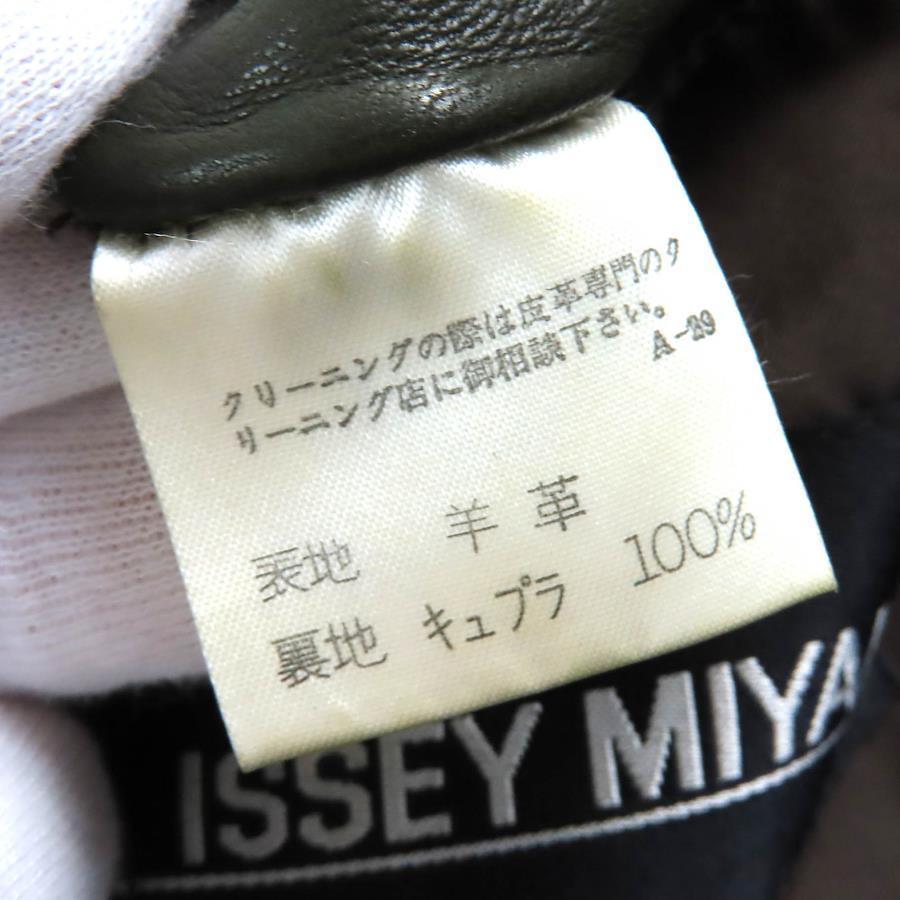 クリーニングの際は皮革専門のク
リーニング店に御相談下さい。
A-29
表地 羊革
裏地 キュプラ 100%
ISSEY MIYA